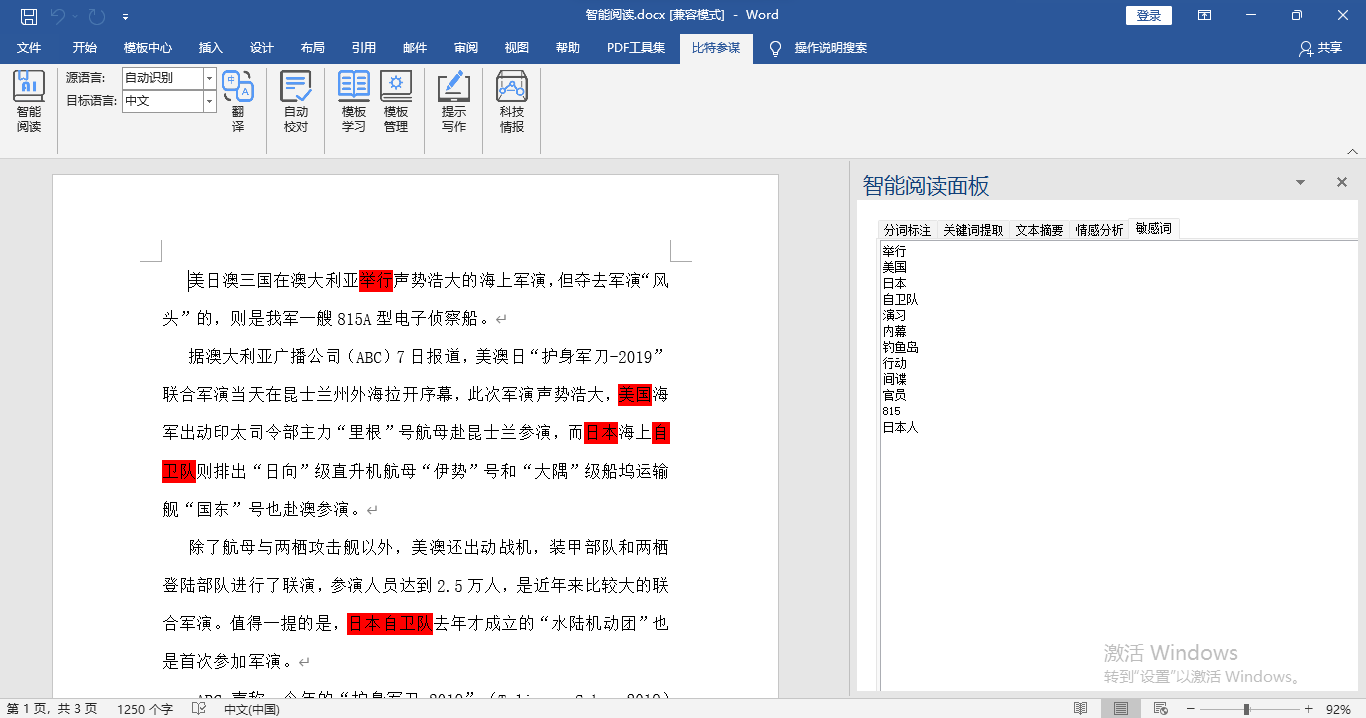 智能阅读.docx [兼容模式] - Word
登录
文件 开始 模板中心 插入 设计 布局 引用 邮件 审阅 视图 帮助 PDF工具集 比特参谋 操作说明搜索 共享
源语言: 自动识别
目标语言: 中文
智能
阅读
翻
译
自动
校对
模板
学习
模板
管理
提示
写作
科技
情报
美日澳三国在澳大利亚举行声势浩大的海上军演,但夺去军演“风
头”的，则是我军一艘 815A 型电子侦察船。
据澳大利亚广播公司（ABC）7 日报道，美澳日“护身军刀-2019”
联合军演当天在昆士兰州外海拉开序幕，此次军演声势浩大，美国海
军出动印太司令部主力“里根”号航母赴昆士兰参演，而日本海上自
卫队则排出“日向”级直升机航母“伊势”号和“大隅”级船坞运输
舰“国东”号也赴澳参演。
除了航母与两栖攻击舰以外，美澳还出动战机，装甲部队和两栖
登陆部队进行了联演，参演人员达到 2.5 万人，是近年来比较大的联
合军演。值得一提的是，日本自卫队去年才成立的“水陆机动团”也
是首次参加军演。
智能阅读面板
分词标注 关键词提取 文本摘要 情感分析 敏感词
举行
美国
日本
自卫队
演习
内幕
钓鱼岛
行动
间谍
官员
815
日本人
激活 Windows
转到“设置”以激活 Windows。
第 1 页，共 3 页 1250 个字 中文(中国) 92%